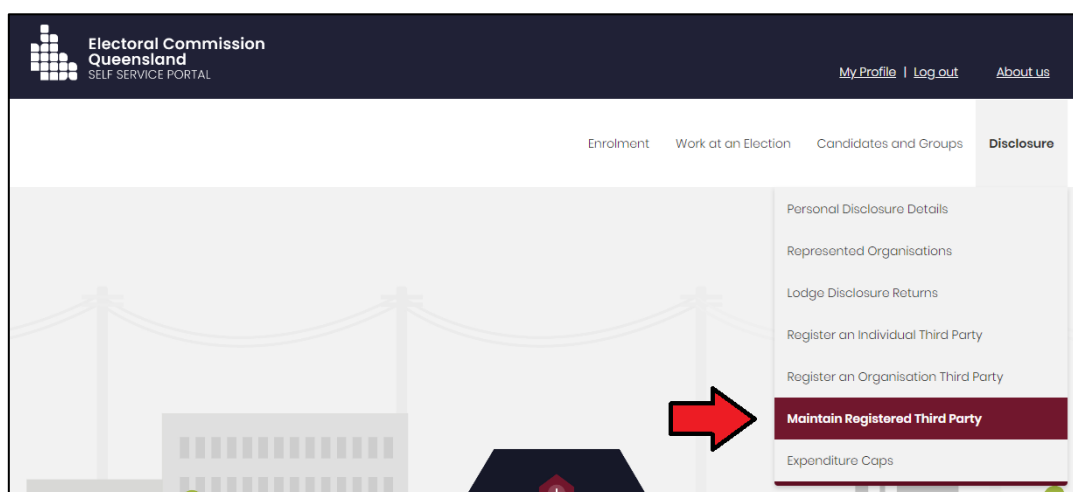 Electoral Commission
Queensland
SELF SERVICE PORTAL
My Profile | Log out About us
Enrolment Work at an Election Candidates and Groups Disclosure
Personal Disclosure Details
Represented Organisations
Lodge Disclosure Returns
Register an Individual Third Party
Register an Organisation Third Party
Maintain Registered Third Party
Expenditure Caps